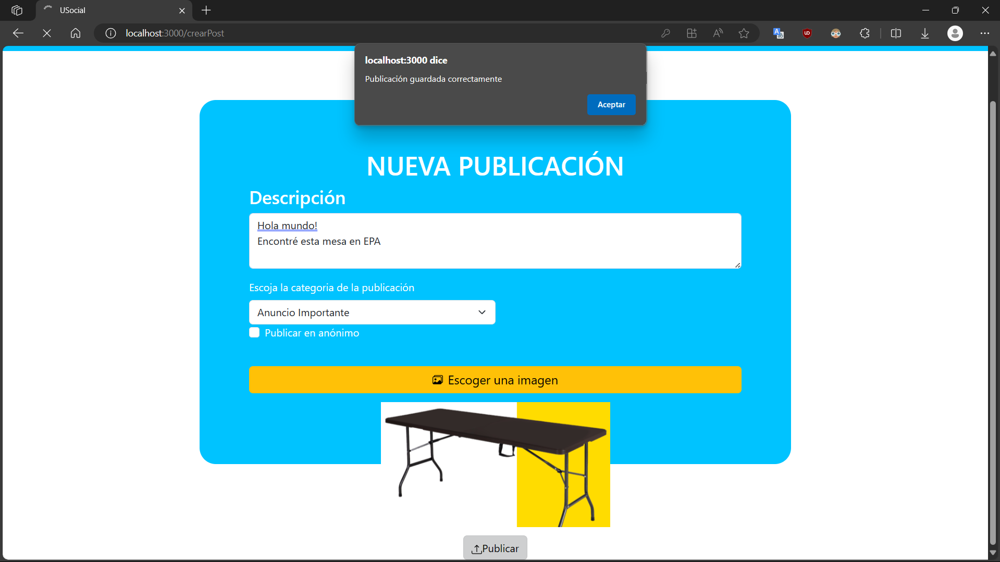 USocial
localhost:3000/crearPost
localhost:3000 dice
Publicación guardada correctamente
Aceptar
NUEVA PUBLICACIÓN
Descripción
Hola mundo!
Encontré esta mesa en EPA
Escoja la categoria de la publicación
Anuncio Importante
Publicar en anónimo
Escoger una imagen
Publicar